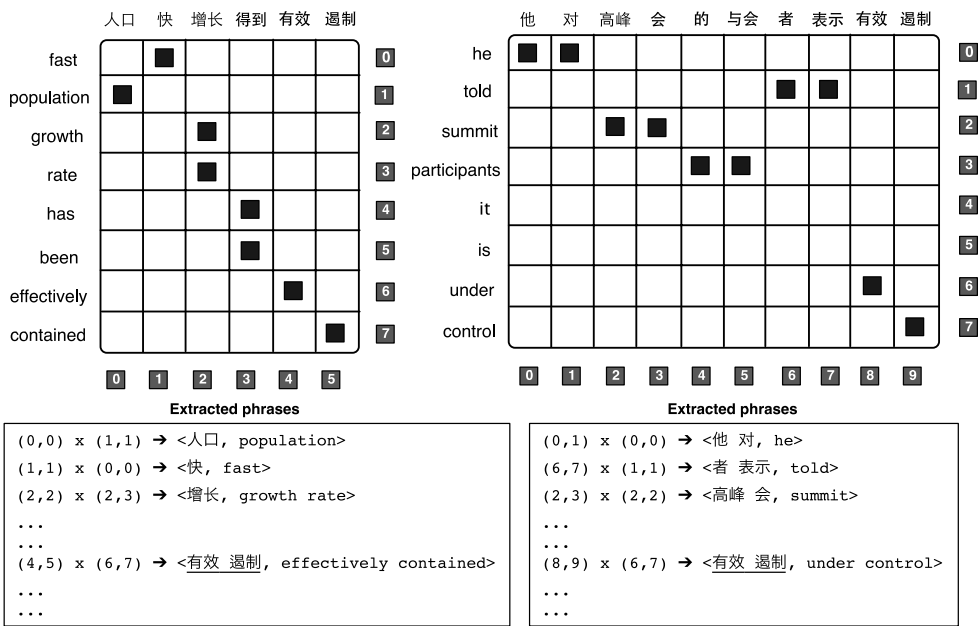 人口 快 增长 得到 有效 遏制
fast 0
population 1
growth 2
rate 3
has 4
been 5
effectively 6
contained 7
0 1 2 3 4 5
Extracted phrases
(0,0) x (1,1) ➔ <人口, population>
(1,1) x (0,0) ➔ <快, fast>
(2,2) x (2,3) ➔ <增长, growth rate>
...
...
(4,5) x (6,7) ➔ <有效 遏制, effectively contained>
...
...
他 对 高峰 会 的 与会 者 表示 有效 遏制
he 0
told 1
summit 2
participants 3
it 4
is 5
under 6
control 7
0 1 2 3 4 5 6 7 8 9
Extracted phrases
(0,1) x (0,0) ➔ <他 对, he>
(6,7) x (1,1) ➔ <者 表示, told>
(2,3) x (2,2) ➔ <高峰 会, summit>
...
...
(8,9) x (6,7) ➔ <有效 遏制, under control>
...
...